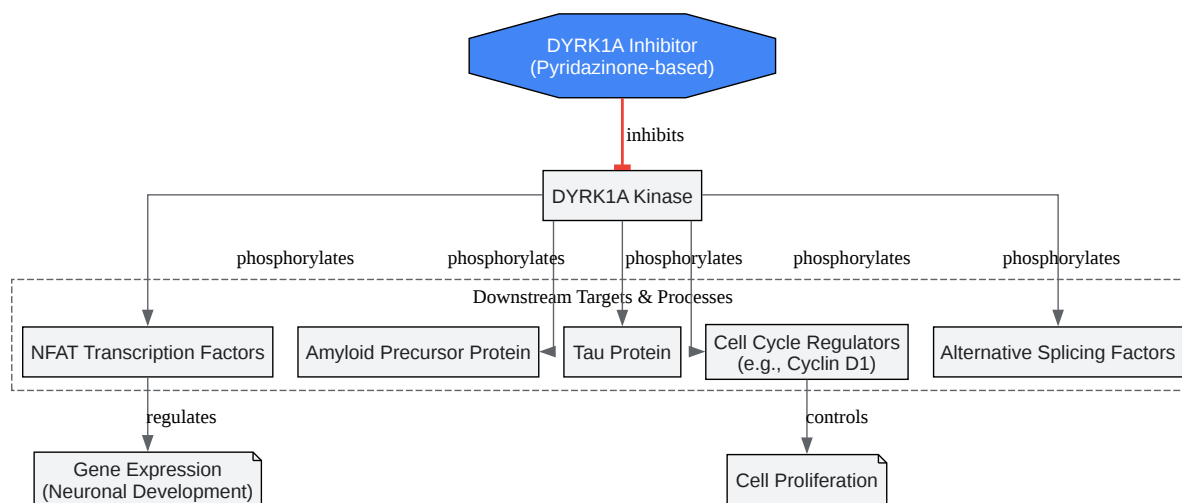 DYRK1A Inhibitor
(Pyridazinone-based)
inhibits
DYRK1A Kinase
phosphorylates
phosphorylates
phosphorylates
phosphorylates
phosphorylates
Downstream Targets & Processes
NFAT Transcription Factors
Amyloid Precursor Protein
Tau Protein
Cell Cycle Regulators
(e.g., Cyclin D1)
Alternative Splicing Factors
regulates
controls
Gene Expression
(Neuronal Development)
Cell Proliferation